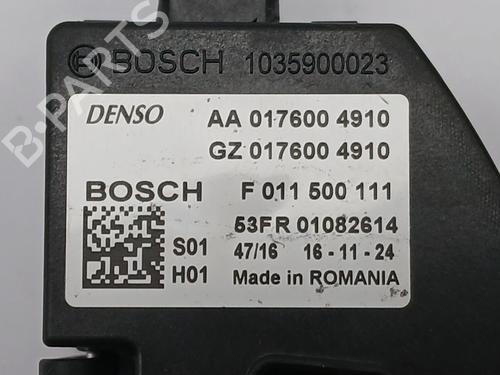 BOSCH 1035900023
DENSO AA 017600 4910
GZ 017600 4910
BOSCH F 011 500 111
53FR 01082614
S01 47/16 16-11-24
H01 Made in ROMANIA
B-PARTS